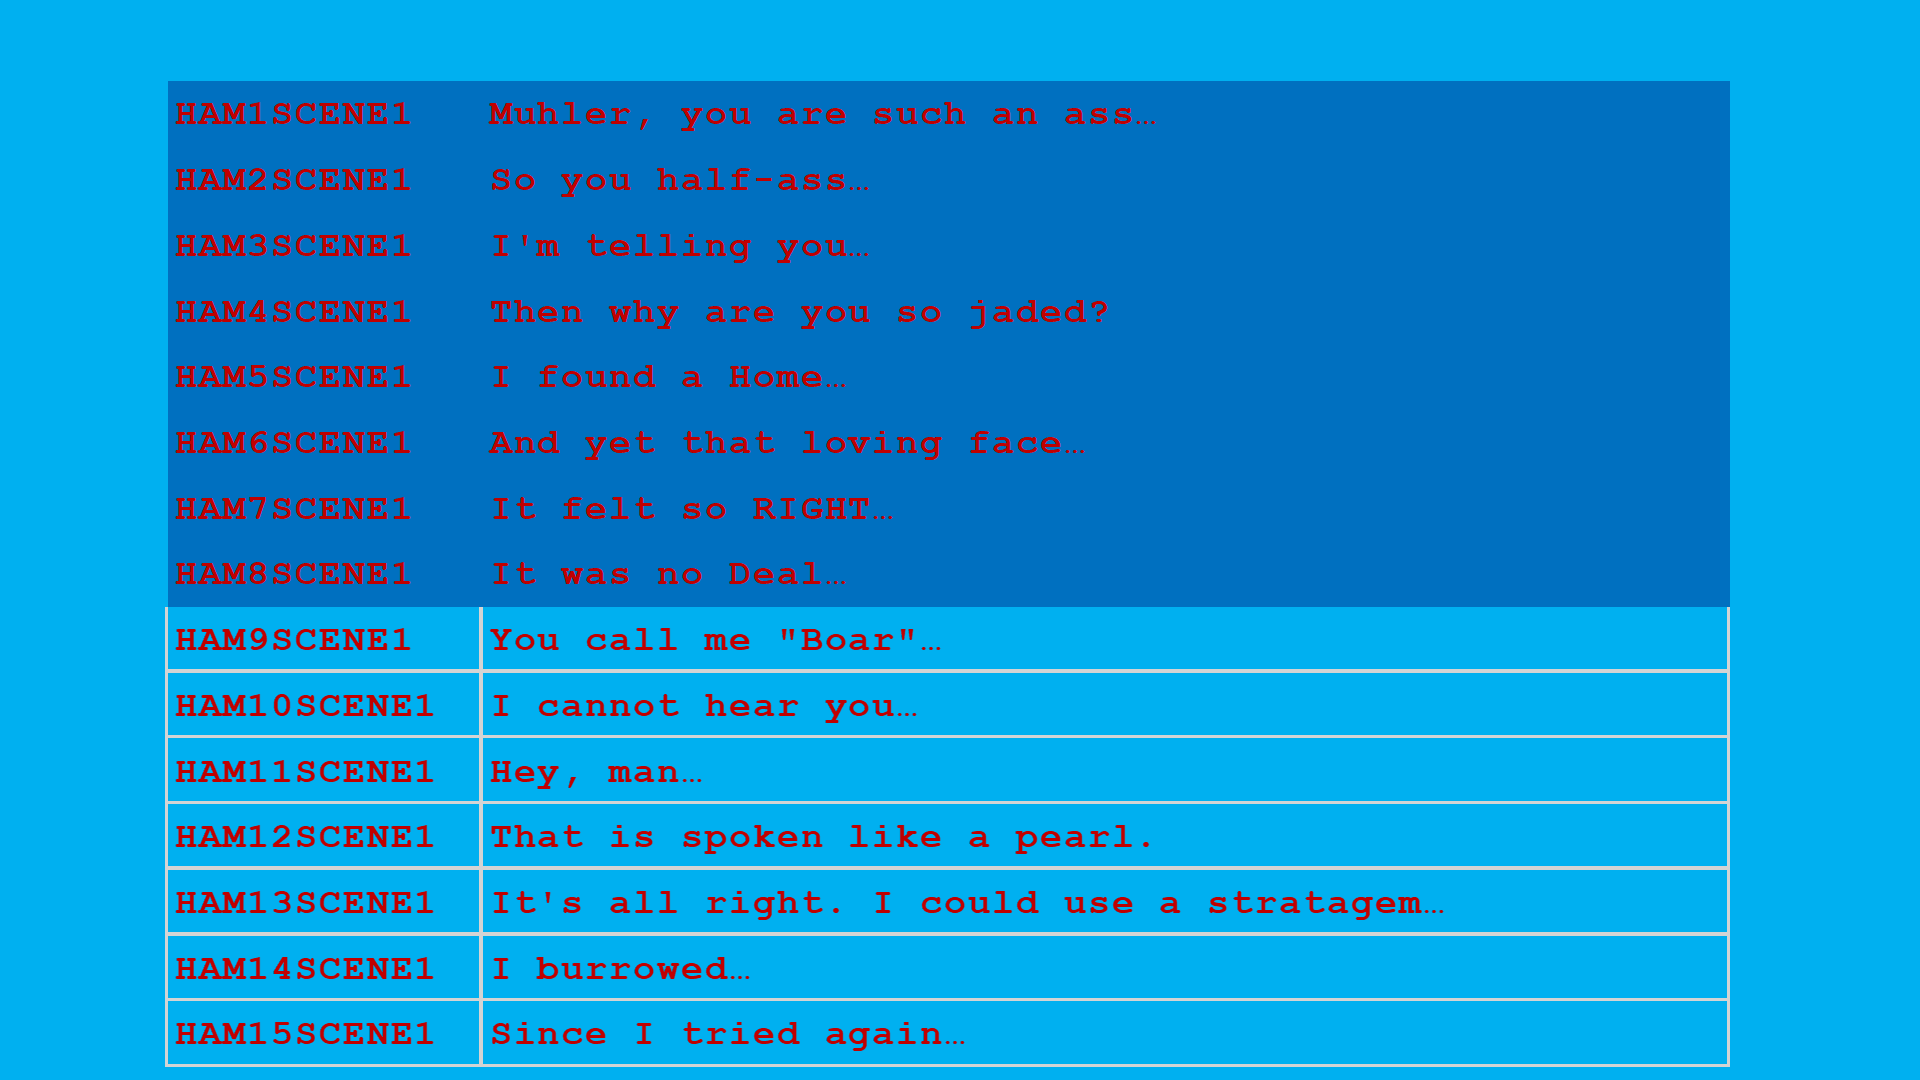 HAM1SCENE1 Muhler, you are such an ass…
HAM2SCENE1 So you half-ass…
HAM3SCENE1 I'm telling you…
HAM4SCENE1 Then why are you so jaded?
HAM5SCENE1 I found a Home…
HAM6SCENE1 And yet that loving face…
HAM7SCENE1 It felt so RIGHT…
HAM8SCENE1 It was no Deal…
HAM9SCENE1 You call me "Boar"…
HAM10SCENE1 I cannot hear you…
HAM11SCENE1 Hey, man…
HAM12SCENE1 That is spoken like a pearl.
HAM13SCENE1 It's all right. I could use a stratagem…
HAM14SCENE1 I burrowed…
HAM15SCENE1 Since I tried again…